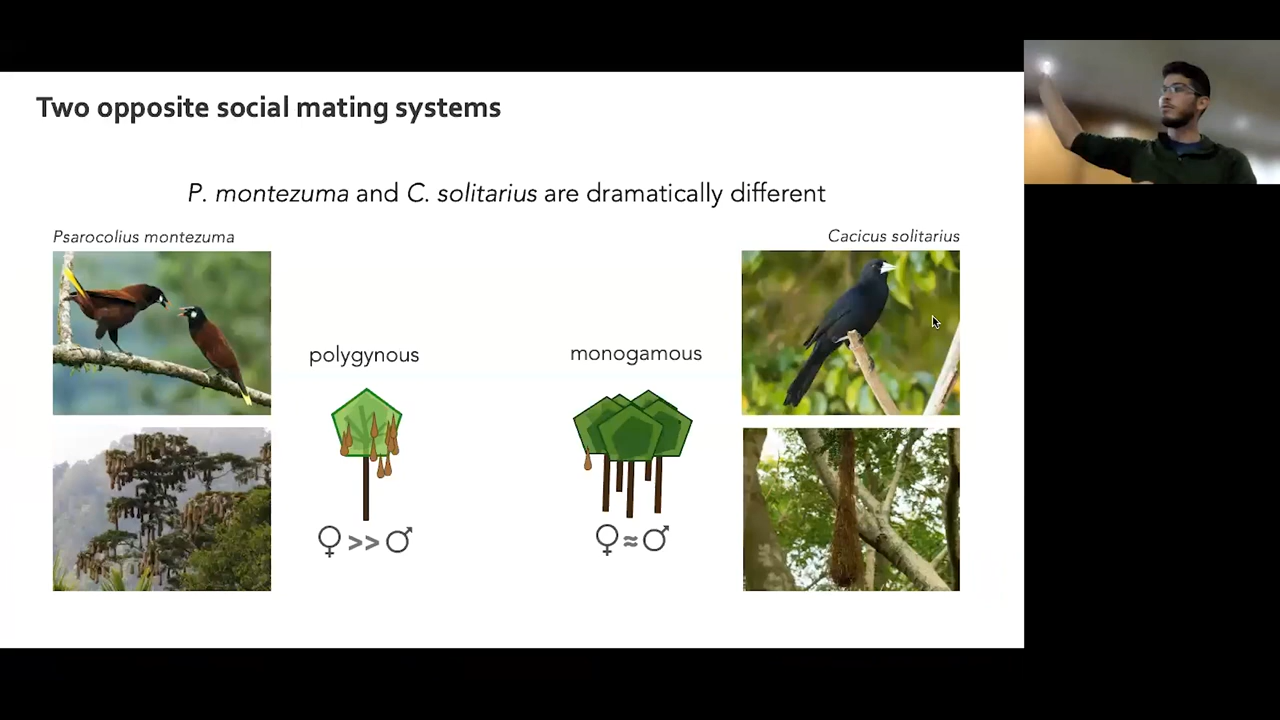 Two opposite social mating systems
P. montezuma and C. solitarius are dramatically different
Psarocolius montezuma
Cacicus solitarius
polygynous
monogamous
♀ >> ♂
♀ ≈ ♂